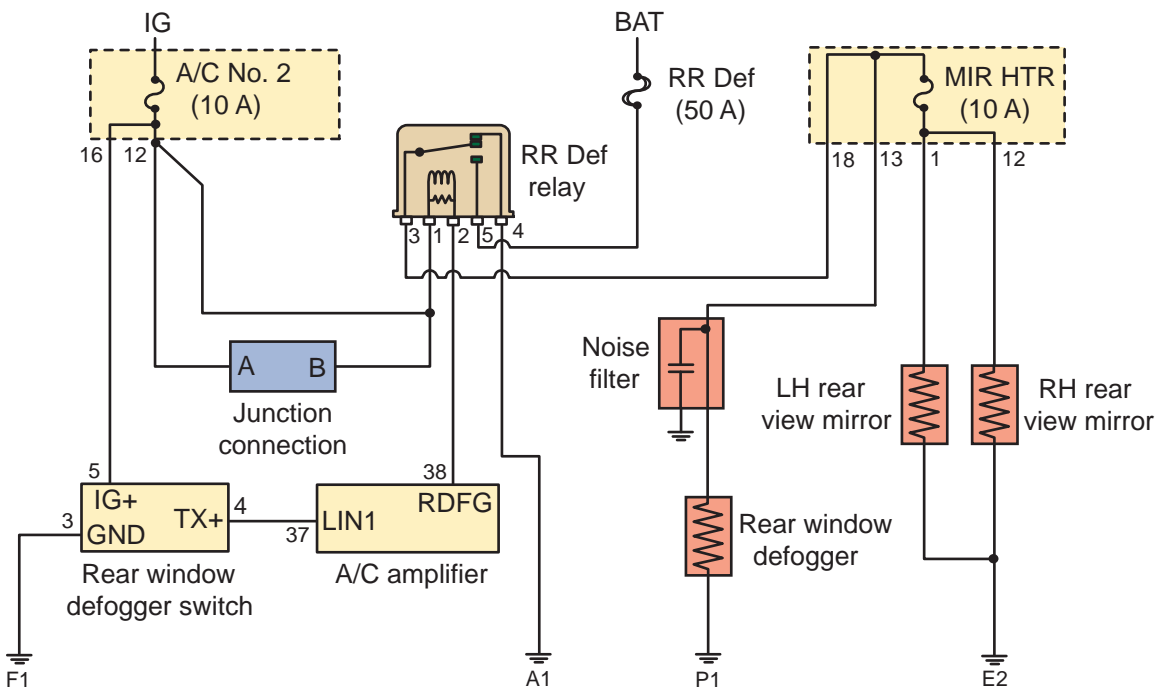 IG
A/C No. 2
(10 A)
16
12
BAT
RR Def
(50 A)
RR Def
relay
3
1
2
5
4
MIR HTR
(10 A)
18
13
1
12
A
B
Junction
connection
Noise
filter
LH rear
view mirror
RH rear
view mirror
5
IG+
3
GND
TX+
4
Rear window
defogger switch
38
RDFG
37
LIN1
A/C amplifier
Rear window
defogger
F1
A1
P1
E2